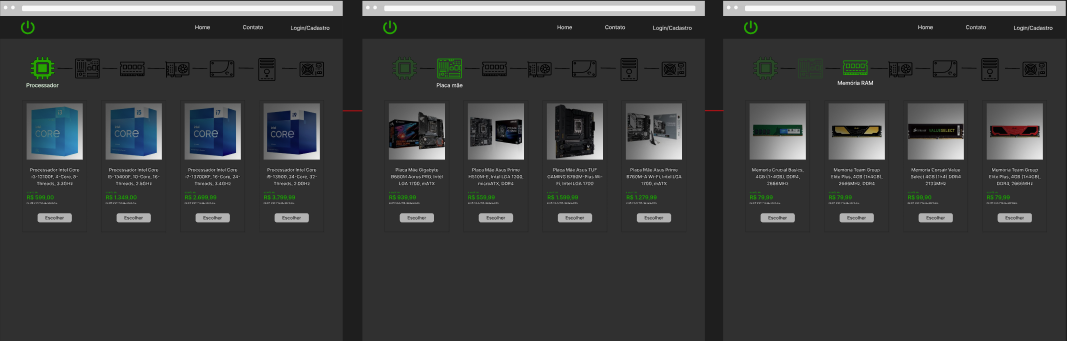 Home Contato Login/Cadastro
Processador
Processador Intel Core
i3-12100F, 4-Core, 8-
Threads, 3.3GHz
R$ 599,00
Escolher
Processador Intel Core
i5-13400F, 10-Core, 16-
Threads, 2.5GHz
R$ 1.349,00
Escolher
Processador Intel Core
i7-13700KF, 16-Core, 24-
Threads, 3.4GHz
R$ 2.699,99
Escolher
Processador Intel Core
i9-13900, 24-Core, 32-
Threads, 2.0GHz
R$ 3.799,99
Escolher
Home Contato Login/Cadastro
Placa mãe
Placa Mãe Gigabyte
B660M Aorus PRO, Intel
LGA 1700, mATX
R$ 939,99
Escolher
Placa Mãe Asus Prime
H510M-E, Intel LGA 1200,
microATX, DDR4
Escolher
Placa Mãe Asus TUF
GAMING B760M-Plus Wi-
Fi, Intel LGA 1700
R$ 1.599,99
Escolher
Placa Mãe Asus Prime
B760M-A Wi-Fi, Intel LGA
1700, mATX
R$ 1.279,99
Escolher
Home Contato Login/Cadastro
Memória RAM
Memória Crucial Basics,
4GB (1x4GB), DDR4,
2666MHz
R$ 79,99
Escolher
Memória Team Group
Elite Plus, 4GB (1x4GB),
2666MHz, DDR4
R$ 79,99
Escolher
Memória Corsair Value
Select 4GB (1x4) DDR4
2133MHz
R$ 99,99
Escolher
Memória Team Group
Elite Plus, 4GB (1x4GB),
DDR4, 2666MHz
R$ 79,99
Escolher